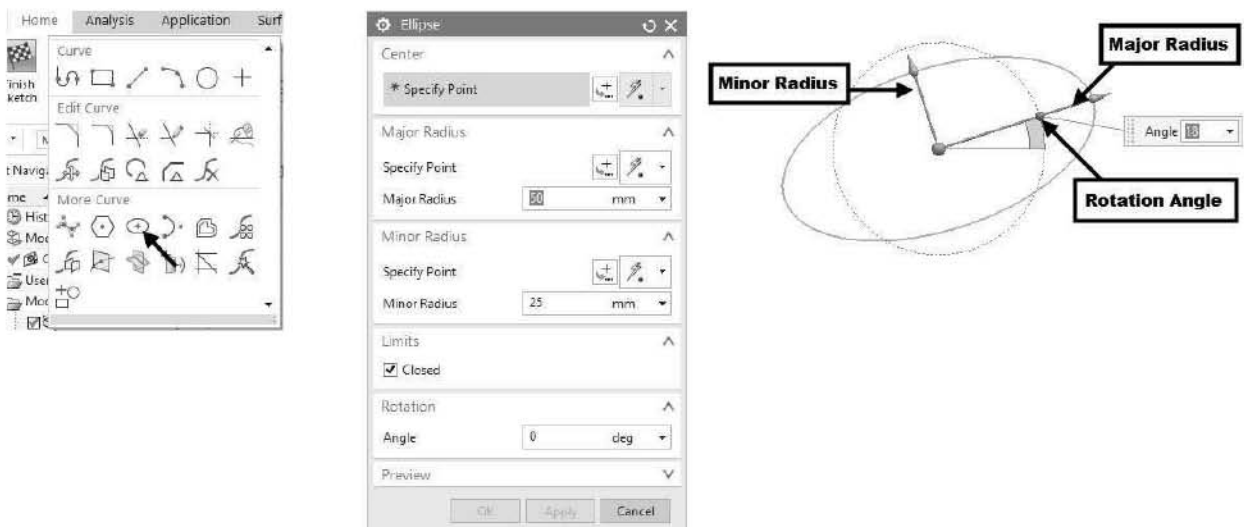 Home Analysis Application Surf
Curve
Finish
Sketch
Edit Curve
t Navig
me
More Curve
Hist
Mod
User
Mod
Ellipse
Center
* Specify Point
Major Radius
Specify Point
Major Radius 50 mm
Minor Radius
Specify Point
Minor Radius 25 mm
Limits
Closed
Rotation
Angle 0 deg
Preview
OK Apply Cancel
Minor Radius
Major Radius
Angle
Rotation Angle